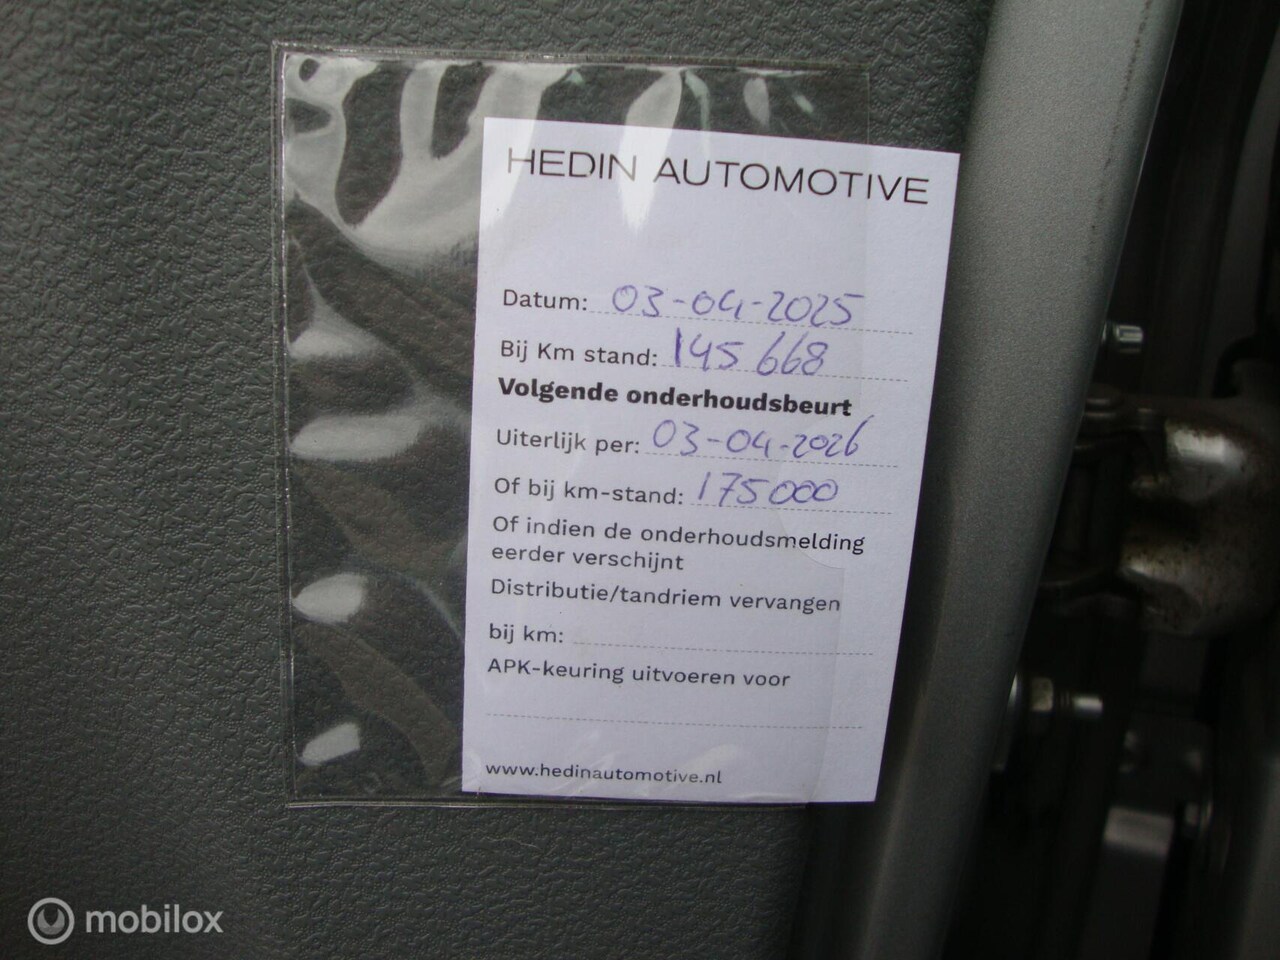 HEDIN AUTOMOTIVE
Datum: 03-04-2025
Bij Km stand: 145 668
Volgende onderhoudsbeurt
Uiterlijk per: 03-04-2026
Of bij km-stand: 175000
Of indien de onderhoudsmelding
eerder verschijnt
Distributie/tandriem vervangen
bij km:
APK-keuring uitvoeren voor
www.hedinautomotive.nl
mobilox